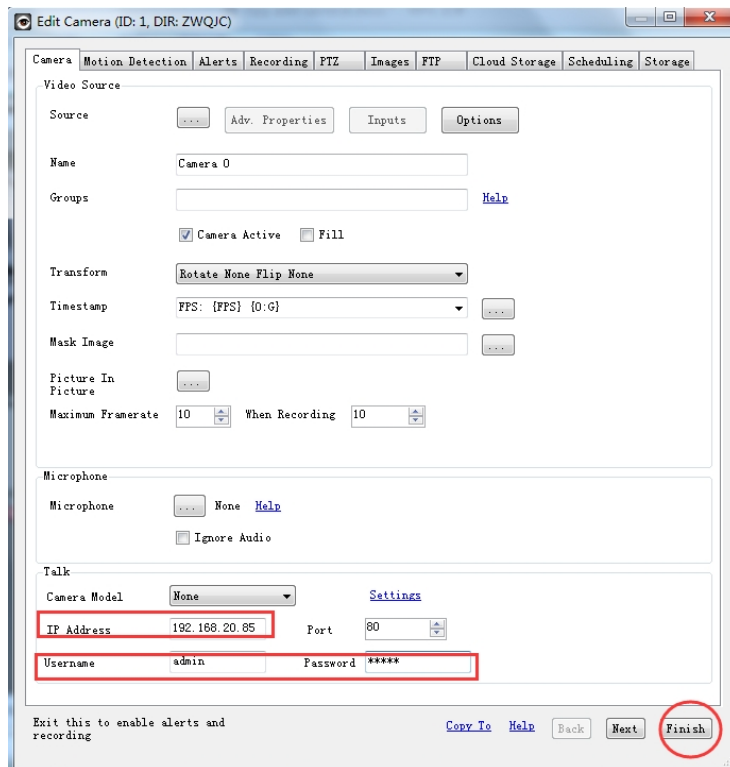 Edit Camera (ID: 1, DIR: ZWQJC)
Camera Motion Detection Alerts Recording PTZ Images FTP Cloud Storage Scheduling Storage
Video Source
Source ... Adv. Properties Inputs Options
Name Camera 0
Groups Help
Camera Active Fill
Transform Rotate None Flip None
Timestamp FPS: {FPS} {0:G} ...
Mask Image ...
Picture In
Picture ...
Maximum Framerate 10 When Recording 10
Microphone
Microphone ... None Help
Ignore Audio
Talk
Camera Model None Settings
IP Address 192.168.20.85 Port 80
Username admin Password *****
Exit this to enable alerts and
recording
Copy To Help Back Next Finish